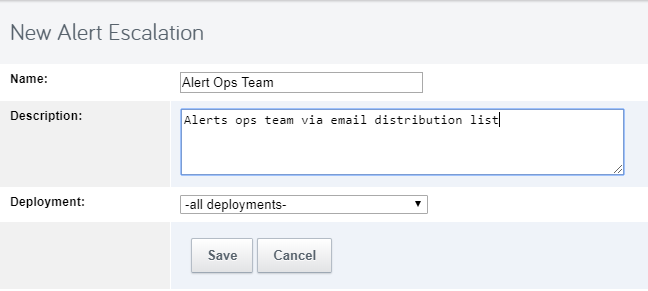 New Alert Escalation
Name: Alert Ops Team
Description: Alerts ops team via email distribution list
Deployment: -all deployments-
Save Cancel